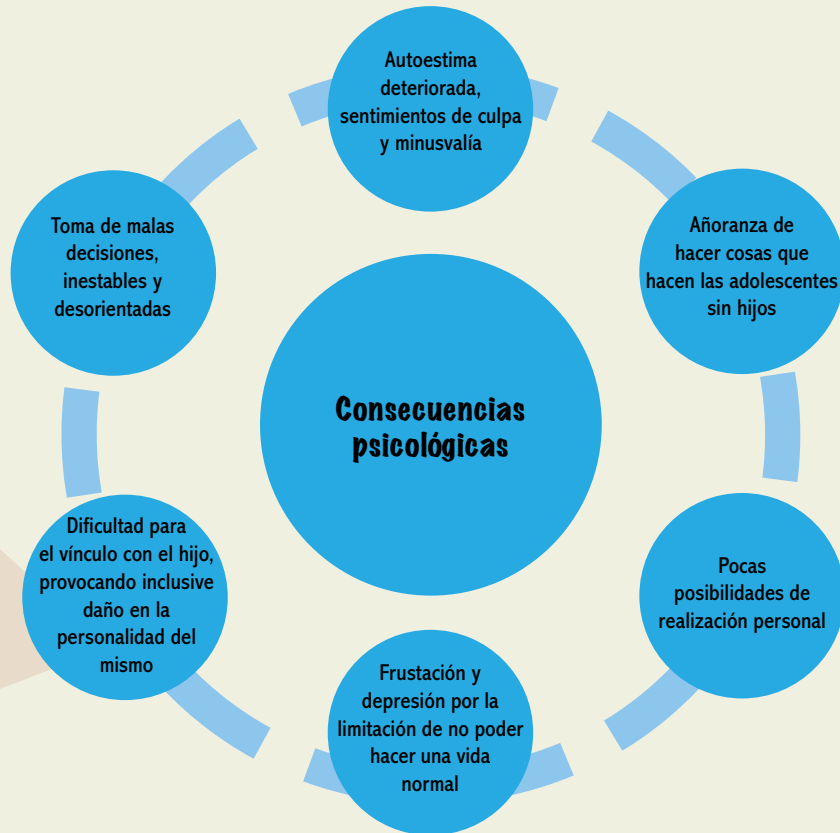 Autoestima
deteriorada,
sentimientos de culpa
y minusvalía
Añoranza de
hacer cosas que
hacen las adolescentes
sin hijos
Pocas
posibilidades de
realización personal
Frustación y
depresión por la
limitación de no poder
hacer una vida
normal
Dificultad para
el vínculo con el hijo,
provocando inclusive
daño en la
personalidad del
mismo
Toma de malas
decisiones,
inestables y
desorientadas
Consecuencias
psicológicas